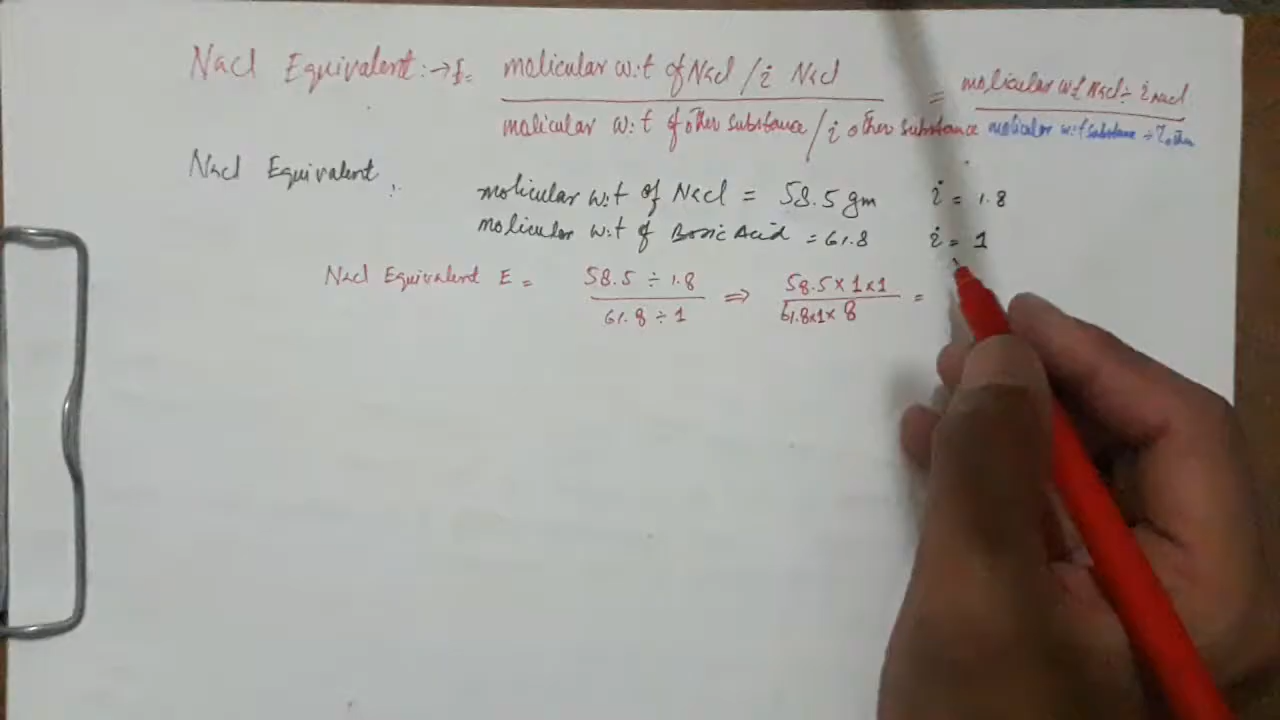 Nacl Equivalent :→ E = molicular w:t of Nacl / i Nacl = molicular wt Nacl ÷ i Nacl
molicular w:t of other substance / i other substance molicular w:t substance ÷ i other
Nacl Equivalent :
molicular w:t of Nacl = 58.5 gm i = 1.8
molicular w:t of Boric Acid = 61.8 i = 1
Nacl Equivalent E = 58.5 ÷ 1.8 ⇒ 58.5 × 1 × 1 =
61.8 ÷ 1 61.8 × 1 × 8